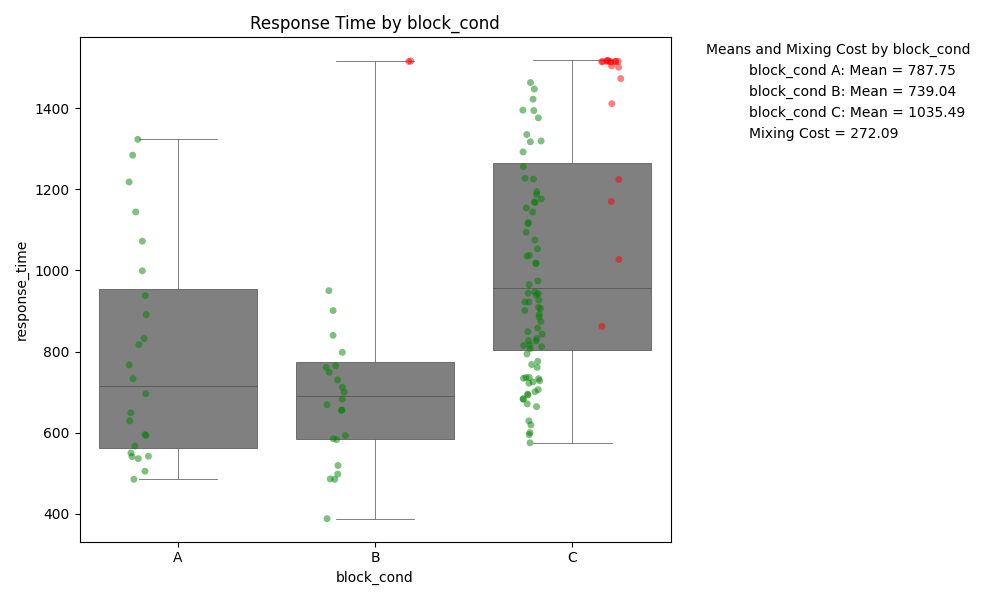 Response Time by block_cond
Means and Mixing Cost by block_cond
block_cond A: Mean = 787.75
block_cond B: Mean = 739.04
block_cond C: Mean = 1035.49
Mixing Cost = 272.09
response_time
1400
1200
1000
800
600
400
A B C
block_cond